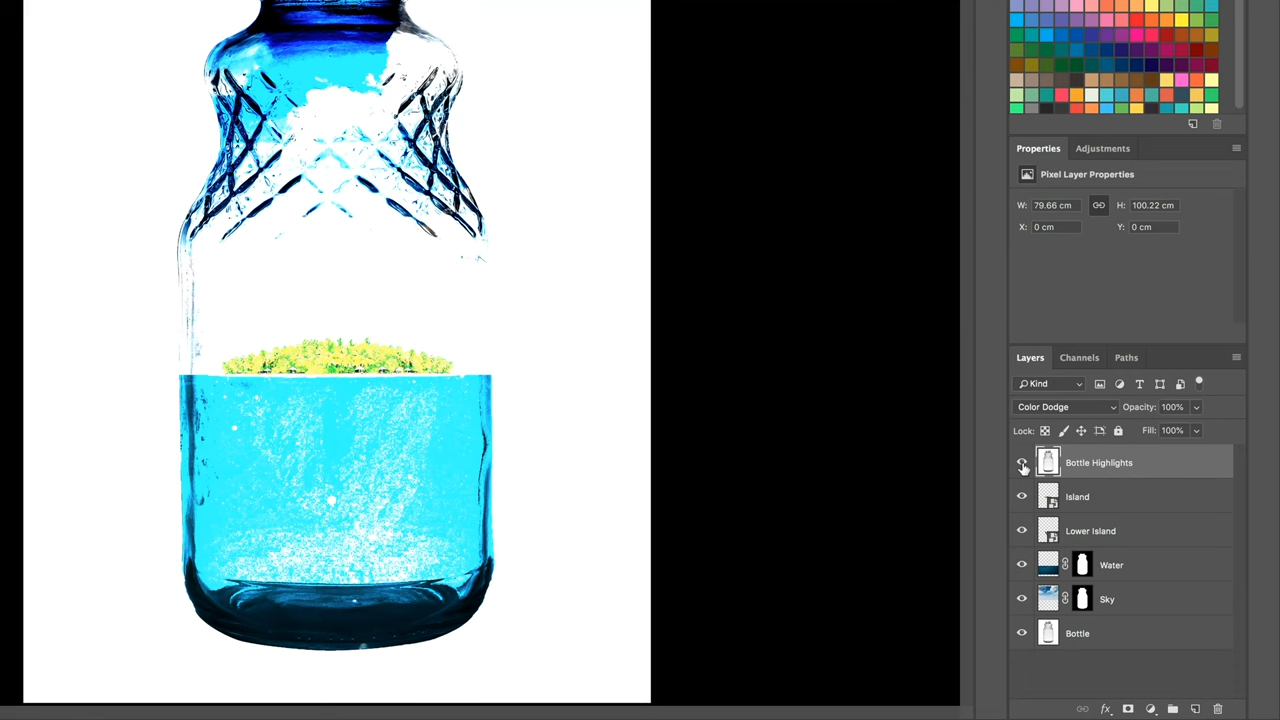 Properties Adjustments
Pixel Layer Properties
W: 79.66 cm H: 100.22 cm
X: 0 cm Y: 0 cm
Layers Channels Paths
Kind
Color Dodge Opacity: 100%
Lock: Fill: 100%
Bottle Highlights
Island
Lower Island
Water
Sky
Bottle
fx